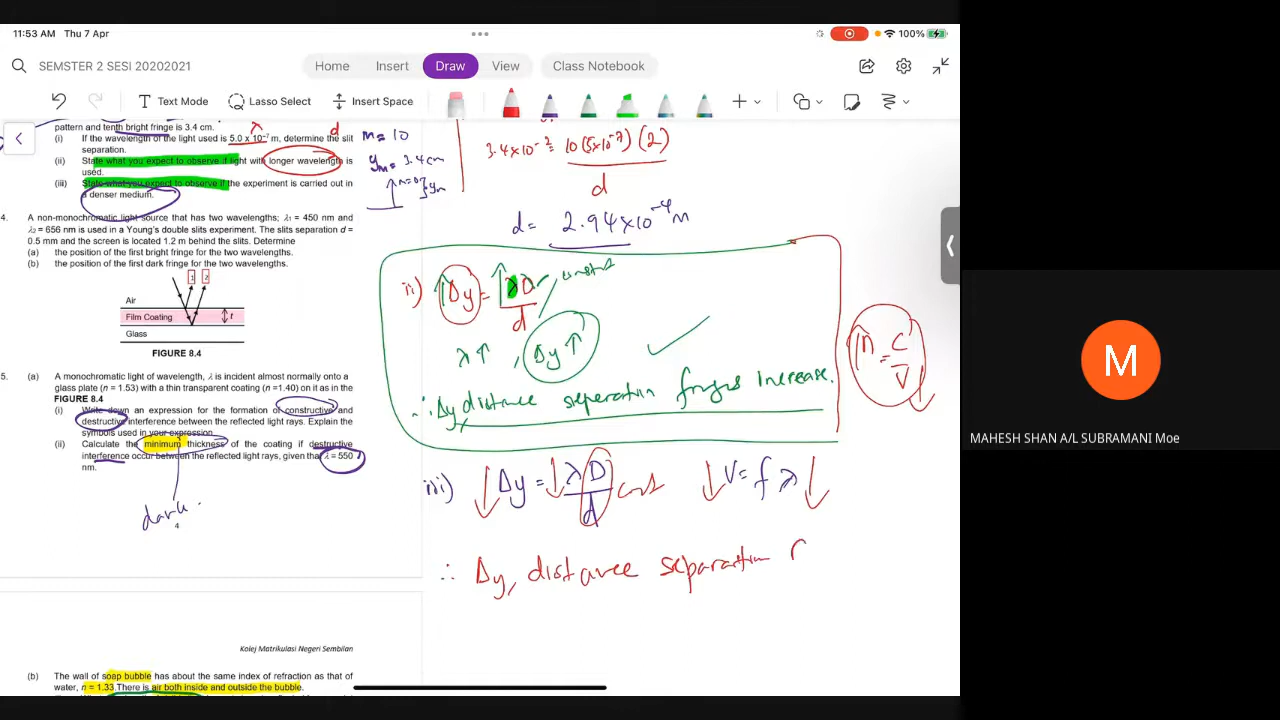 11:53 AM Thu 7 Apr
100%
SEMSTER 2 SESI 20202021
Home Insert Draw View Class Notebook
Text Mode Lasso Select Insert Space
pattern and tenth bright fringe is 3.4 cm.
(i) If the wavelength of the light used is 5.0 x 10⁻⁷ m, determine the slit
separation.
(ii) State what you expect to observe if light with longer wavelength is
used.
(iii) State what you expect to observe if the experiment is carried out in
a denser medium.
λ
d
m = 10
ym = 3.4 cm
m=0 } ym
4. A non-monochromatic light source that has two wavelengths; λ1 = 450 nm and
λ2 = 656 nm is used in a Young's double slits experiment. The slits separation d =
0.5 mm and the screen is located 1.2 m behind the slits. Determine
(a) the position of the first bright fringe for the two wavelengths.
(b) the position of the first dark fringe for the two wavelengths.
1 2
Air
Film Coating t
Glass
FIGURE 8.4
5. (a) A monochromatic light of wavelength, λ is incident almost normally onto a
glass plate (n = 1.53) with a thin transparent coating (n =1.40) on it as in the
FIGURE 8.4
(i) Write down an expression for the formation of constructive and
destructive interference between the reflected light rays. Explain the
symbols used in your expression.
(ii) Calculate the minimum thickness of the coating if destructive
interference occur between the reflected light rays, given that λ = 550
nm.
dark
4
Kolej Matrikulasi Negeri Sembilan
(b) The wall of soap bubble has about the same index of refraction as that of
water, n = 1.33.There is air both inside and outside the bubble.
3.4x10⁻² = 10(5x10⁻⁷)(2)
d
d = 2.94x10⁻⁴ m
ii) ↑Δy = ↑λD const
d
λ↑ , Δy↑ ✓
∴ Δy, distance seperation fringes increase.
↑n = c
v↓
iii) ↓Δy = ↓λD const ↓V = fλ↓
d
∴ Δy, distance separation f
M
MAHESH SHAN A/L SUBRAMANI Moe